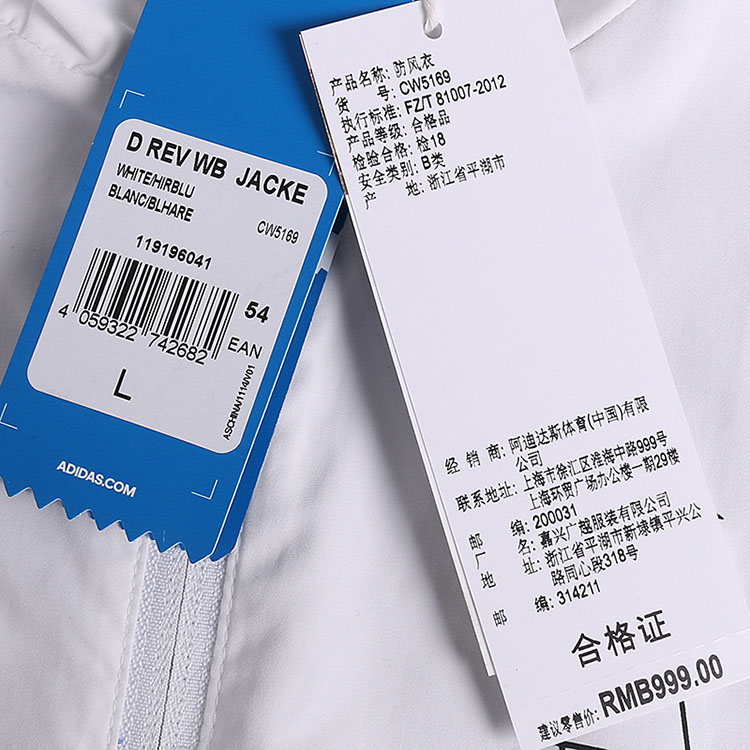 D REV WB JACKE
WHITE/HIRBLU
BLANC/BLHARE
CW5169
119196041
54
4 059322 742682
EAN
L
ASCHINA/1114/V01
ADIDAS.COM
产品名称: 防风衣
货 号: CW5169
执行标准: FZ/T 81007-2012
产品等级: 合格品
检验合格: 检18
安全类别: B类
产 地: 浙江省平湖市
经 销 商: 阿迪达斯体育(中国)有限
公司
联系地址: 上海市徐汇区淮海中路999号
上海环贸广场办公楼一期29楼
邮 编: 200031
厂 商: 嘉兴广越服装有限公司
地 址: 浙江省平湖市新埭镇平兴公
路同心段318号
邮 编: 314211
合格证
建议零售价: RMB999.00